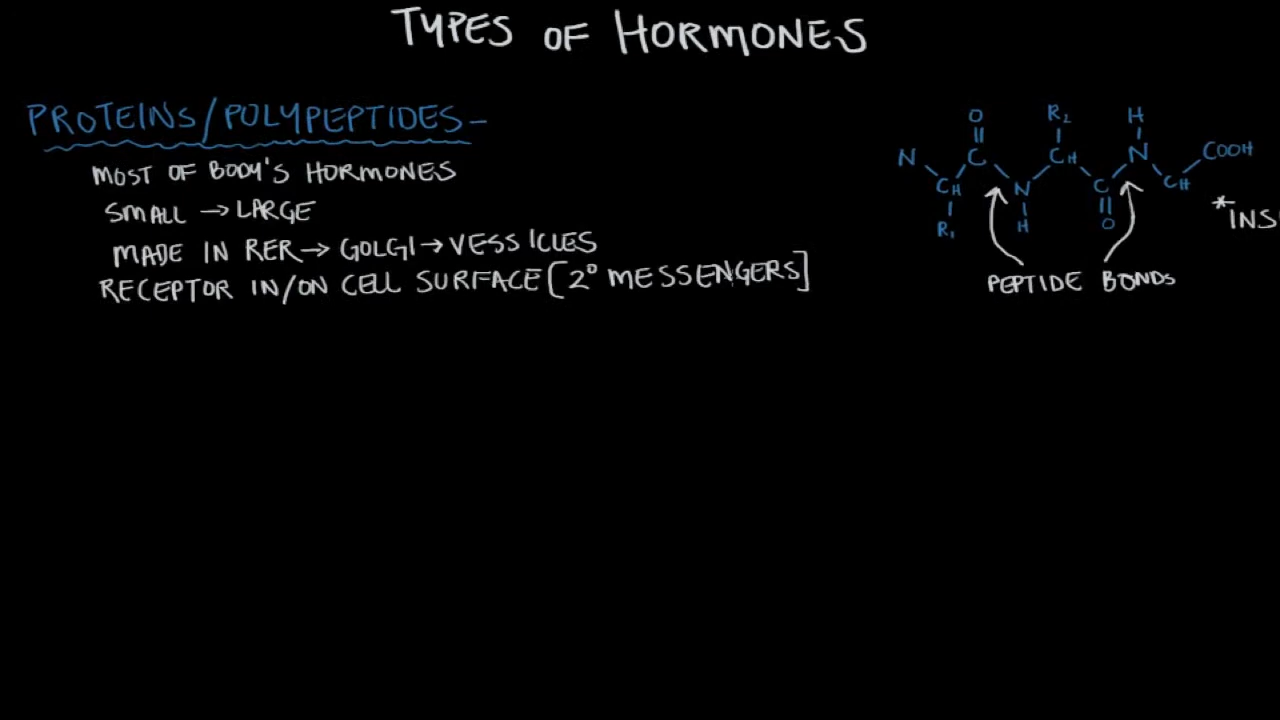 TYPES OF HORMONES
PROTEINS/POLYPEPTIDES-
MOST OF BODY'S HORMONES
SMALL → LARGE
MADE IN RER → GOLGI → VESSICLES
RECEPTOR IN/ON CELL SURFACE [2° MESSENGERS]
O R2 H
N C CH N COOH
CH N C CH
R1 H O
*INS
PEPTIDE BONDS